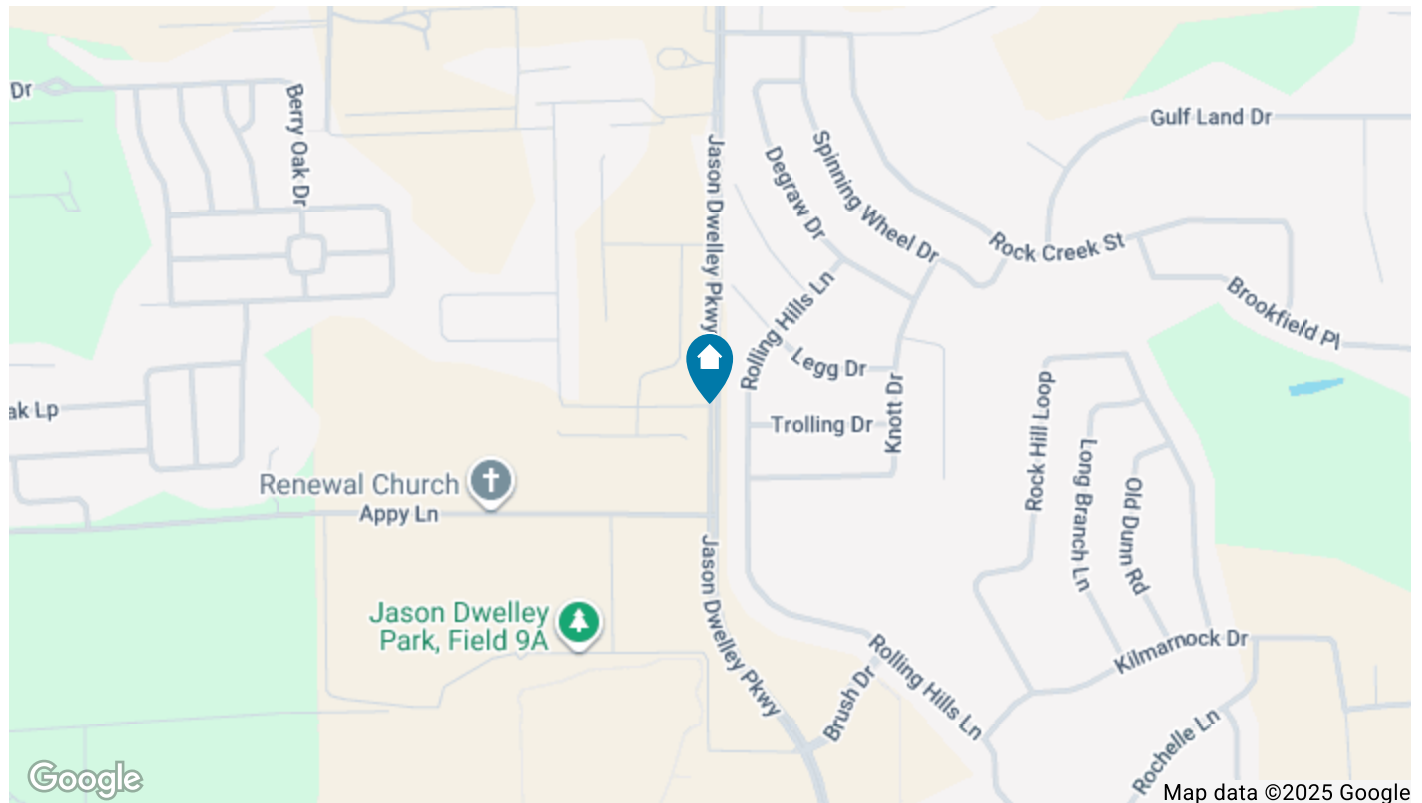 Dr
Berry Oak Dr
Jason Dwelley Pkwy
Degraw Dr
Spinning Wheel Dr
Gulf Land Dr
Rock Creek St
Brookfield Pl
Rolling Hills Ln
Legg Dr
Trolling Dr
Knott Dr
ak Lp
Rock Hill Loop
Long Branch Ln
Old Dunn Rd
Renewal Church
Appy Ln
Jason Dwelley Pkwy
Jason Dwelley
Park, Field 9A
Rolling Hills Ln
Kilmarnock Dr
Brush Dr
Rochelle Ln
Google
Map data ©2025 Google